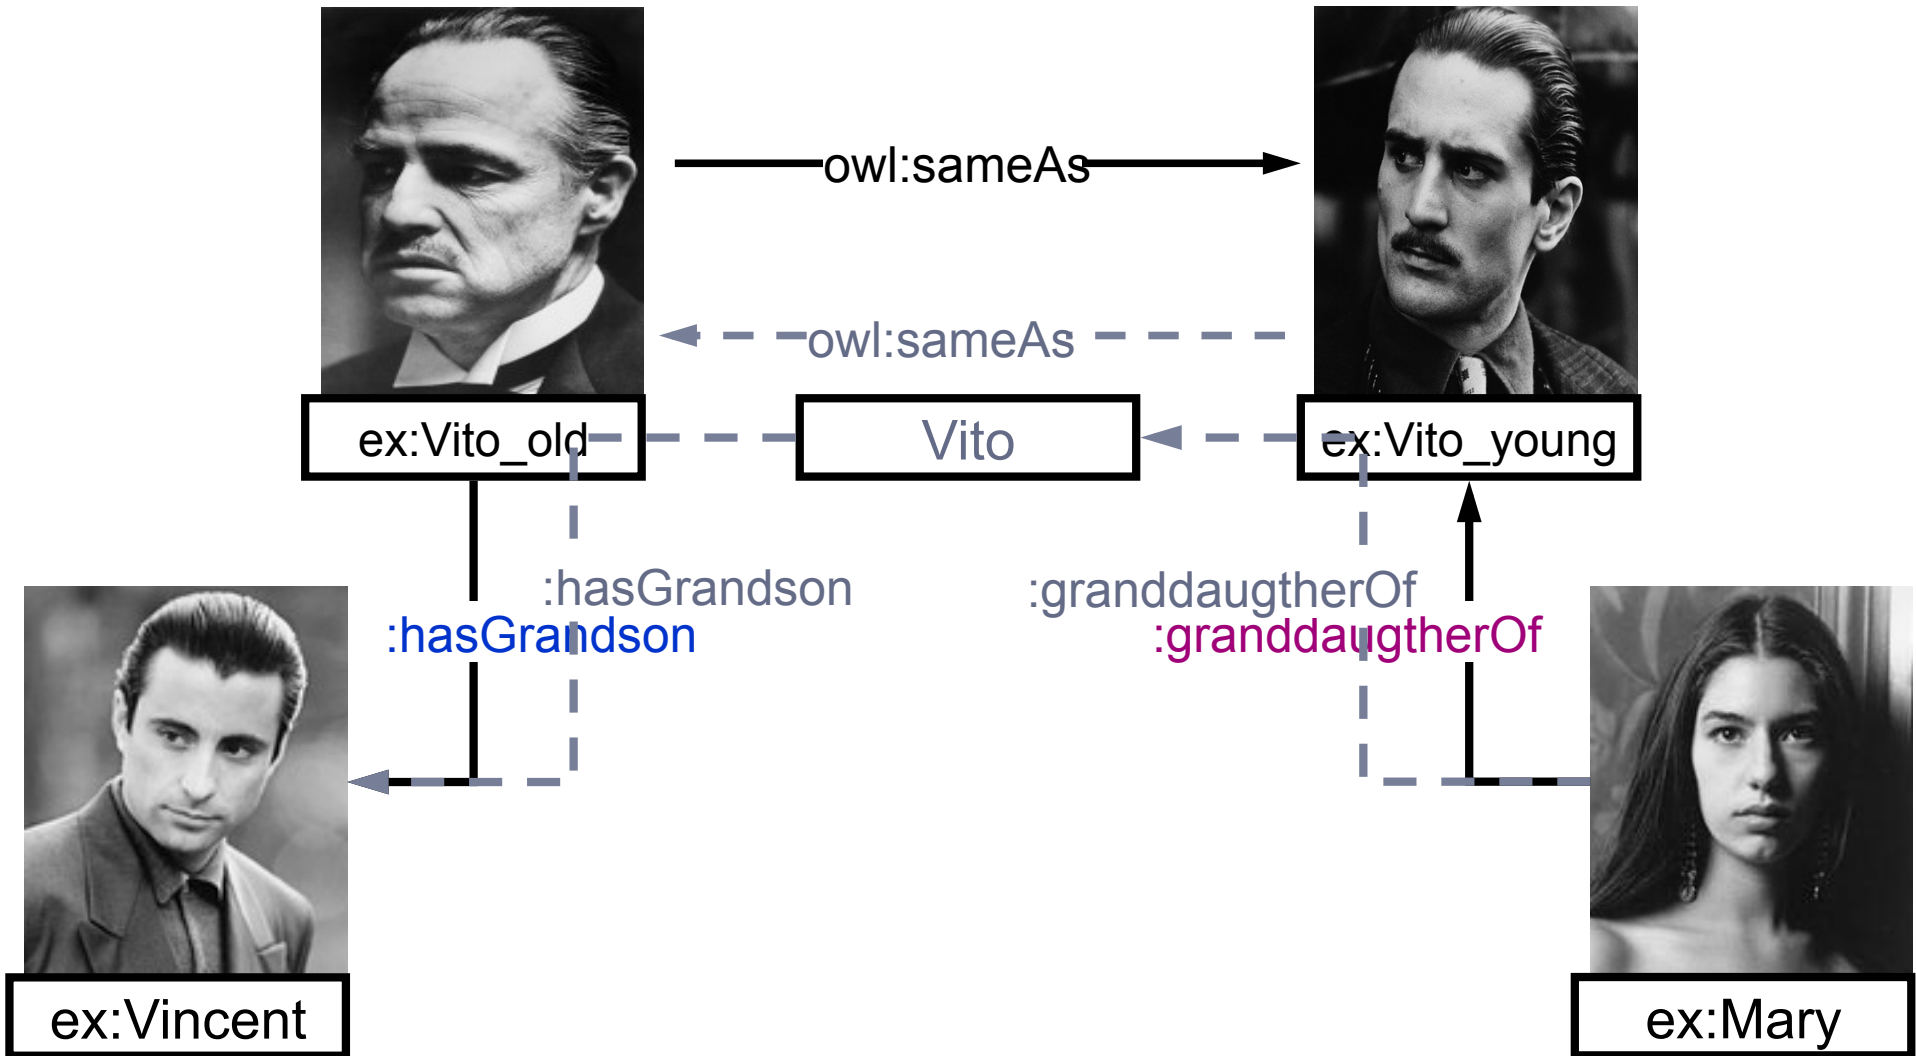 owl:sameAs
owl:sameAs
ex:Vito_old
Vito
ex:Vito_young
:hasGrandson
:granddaugtherOf
:hasGrandson
:granddaugtherOf
ex:Vincent
ex:Mary